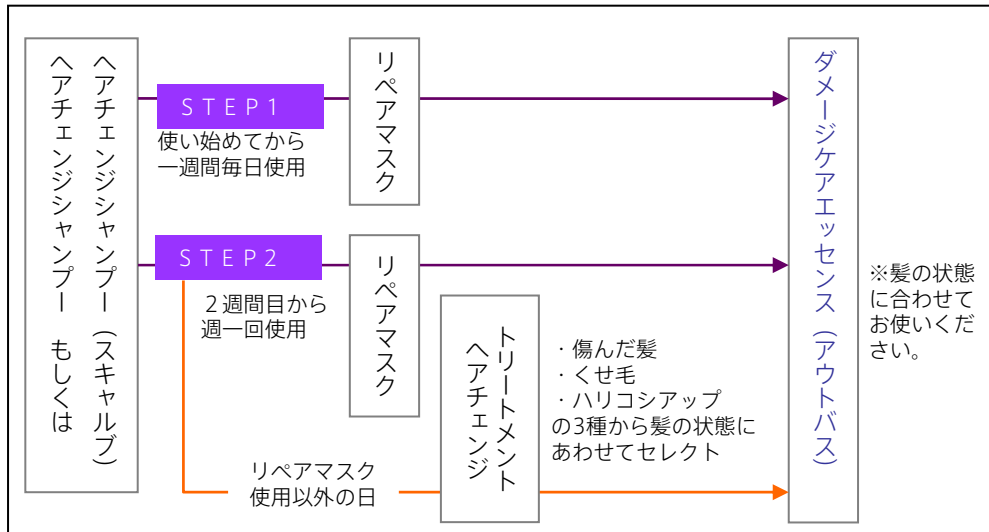 ヘアチェンジシャンプー もしくは
ヘアチェンジシャンプー(スキャルブ)
STEP1
使い始めてから
一週間毎日使用
リペアマスク
STEP2
２週間目から
週一回使用
リペアマスク
リペアマスク
使用以外の日
ヘアチェンジ
トリートメント
・傷んだ髪
・くせ毛
・ハリコシアップ
の3種から髪の状態に
あわせてセレクト
ダメージケアエッセンス(アウトバス)
※髪の状態
に合わせて
お使いくだ
さい。